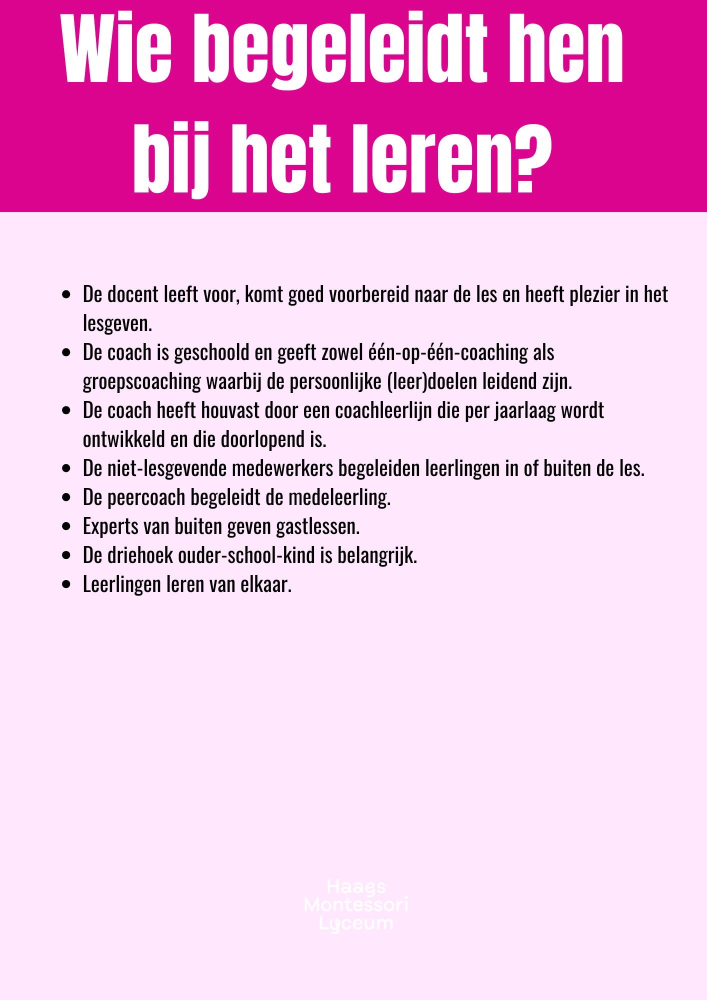 Wie begeleidt hen
bij het leren?
• De docent leeft voor, komt goed voorbereid naar de les en heeft plezier in het
lesgeven.
• De coach is geschoold en geeft zowel één-op-één-coaching als
groepscoaching waarbij de persoonlijke (leer)doelen leidend zijn.
• De coach heeft houvast door een coachleerlijn die per jaarlaag wordt
ontwikkeld en die doorlopend is.
• De niet-lesgevende medewerkers begeleiden leerlingen in of buiten de les.
• De peercoach begeleidt de medeleerling.
• Experts van buiten geven gastlessen.
• De driehoek ouder-school-kind is belangrijk.
• Leerlingen leren van elkaar.
Haags
Montessori
Lyceum